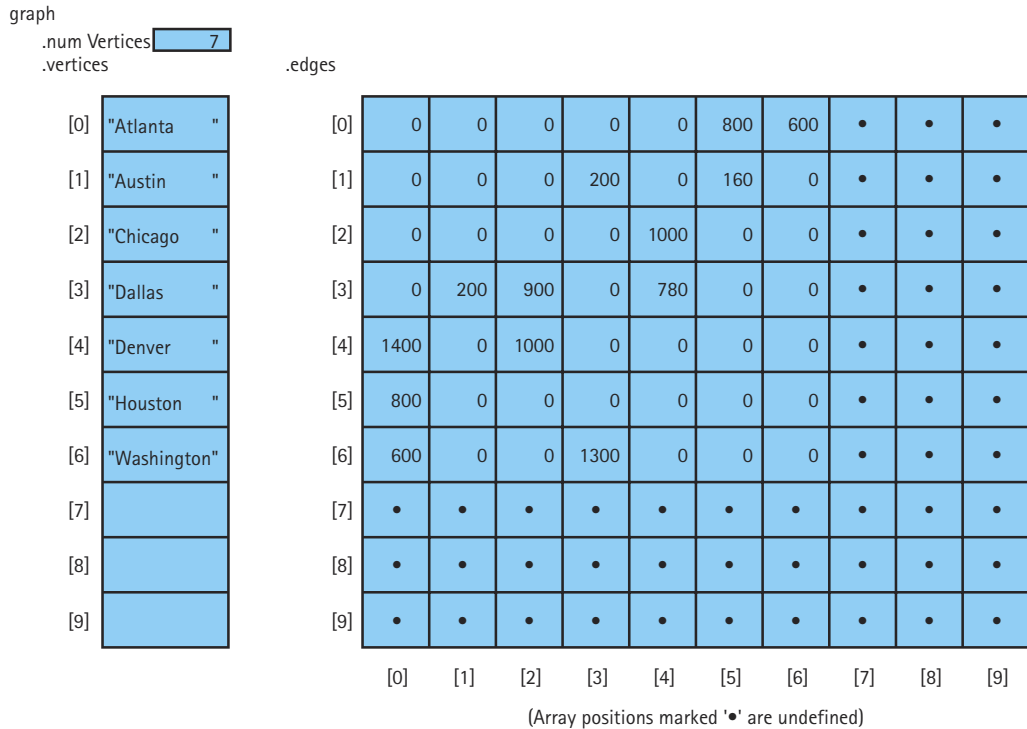 graph
.num Vertices 7
.vertices .edges
[0] "Atlanta " [0] 0 0 0 0 0 800 600 • • •
[1] "Austin " [1] 0 0 0 200 0 160 0 • • •
[2] "Chicago " [2] 0 0 0 0 1000 0 0 • • •
[3] "Dallas " [3] 0 200 900 0 780 0 0 • • •
[4] "Denver " [4] 1400 0 1000 0 0 0 0 • • •
[5] "Houston " [5] 800 0 0 0 0 0 0 • • •
[6] "Washington" [6] 600 0 0 1300 0 0 0 • • •
[7] [7] • • • • • • • • • •
[8] [8] • • • • • • • • • •
[9] [9] • • • • • • • • • •
[0] [1] [2] [3] [4] [5] [6] [7] [8] [9]
(Array positions marked '•' are undefined)